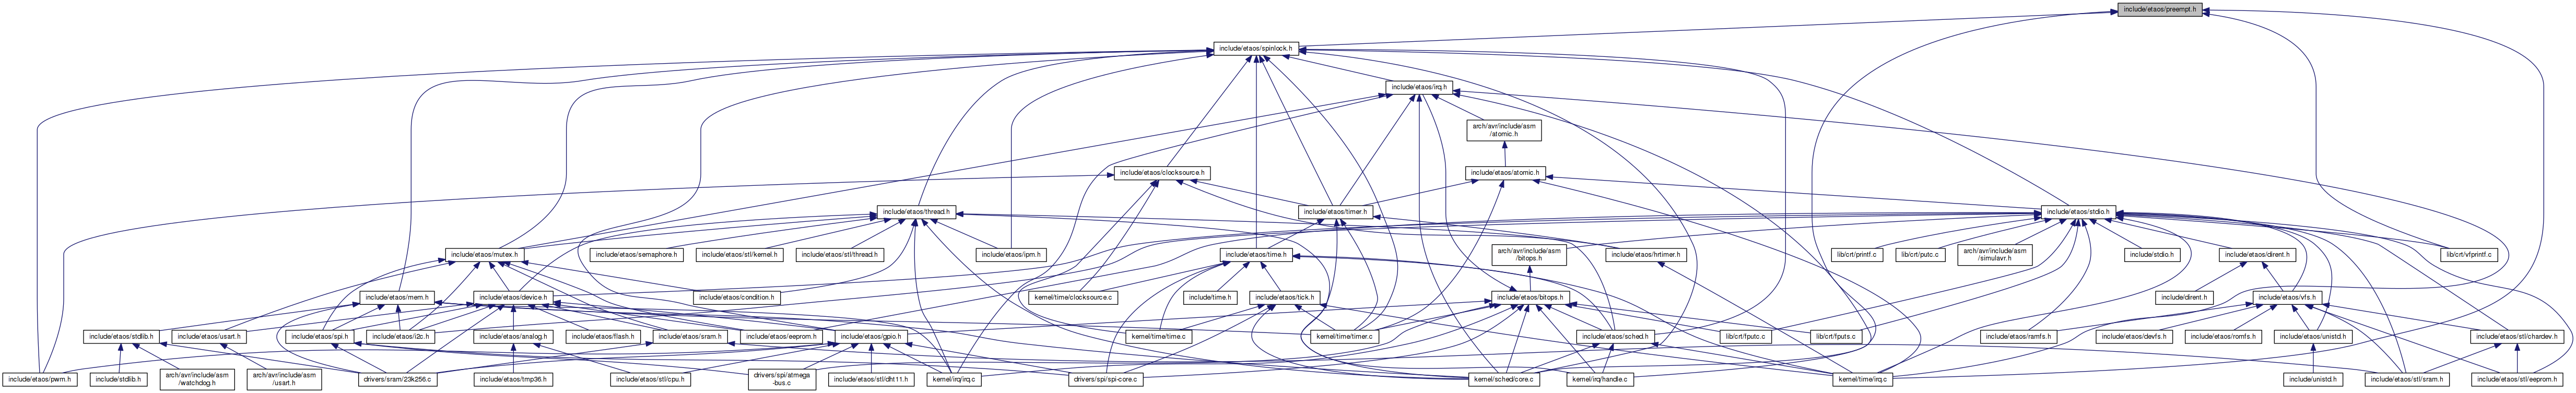 include/etaos/preempt.h
include/etaos/spinlock.h
include/etaos/irq.h
arch/avr/include/asm
/atomic.h
include/etaos/clocksource.h
include/etaos/atomic.h
include/etaos/thread.h
include/etaos/timer.h
include/etaos/stdio.h
include/etaos/mutex.h
include/etaos/semaphore.h
include/etaos/stl/kernel.h
include/etaos/stl/thread.h
include/etaos/ipm.h
include/etaos/time.h
arch/avr/include/asm
/bitops.h
include/etaos/hrtimer.h
lib/crt/printf.c
lib/crt/putc.c
arch/avr/include/asm
/simulavr.h
include/stdio.h
include/etaos/dirent.h
lib/crt/vfprintf.c
include/etaos/mem.h
include/etaos/device.h
include/etaos/condition.h
kernel/time/clocksource.c
include/time.h
include/etaos/tick.h
include/etaos/bitops.h
include/dirent.h
include/etaos/vfs.h
include/etaos/stdlib.h
include/etaos/usart.h
include/etaos/spi.h
include/etaos/i2c.h
include/etaos/analog.h
include/etaos/flash.h
include/etaos/sram.h
include/etaos/eeprom.h
include/etaos/gpio.h
kernel/time/time.c
kernel/time/timer.c
include/etaos/sched.h
lib/crt/fputc.c
lib/crt/fputs.c
include/etaos/ramfs.h
include/etaos/devfs.h
include/etaos/romfs.h
include/etaos/unistd.h
include/etaos/stl/chardev.h
include/etaos/pwm.h
include/stdlib.h
arch/avr/include/asm
/watchdog.h
arch/avr/include/asm
/usart.h
drivers/sram/23k256.c
include/etaos/tmp36.h
include/etaos/stl/cpu.h
drivers/spi/atmega
-bus.c
include/etaos/stl/dht11.h
kernel/irq/irq.c
drivers/spi/spi-core.c
kernel/sched/core.c
kernel/irq/handle.c
kernel/time/irq.c
include/unistd.h
include/etaos/stl/sram.h
include/etaos/stl/eeprom.h